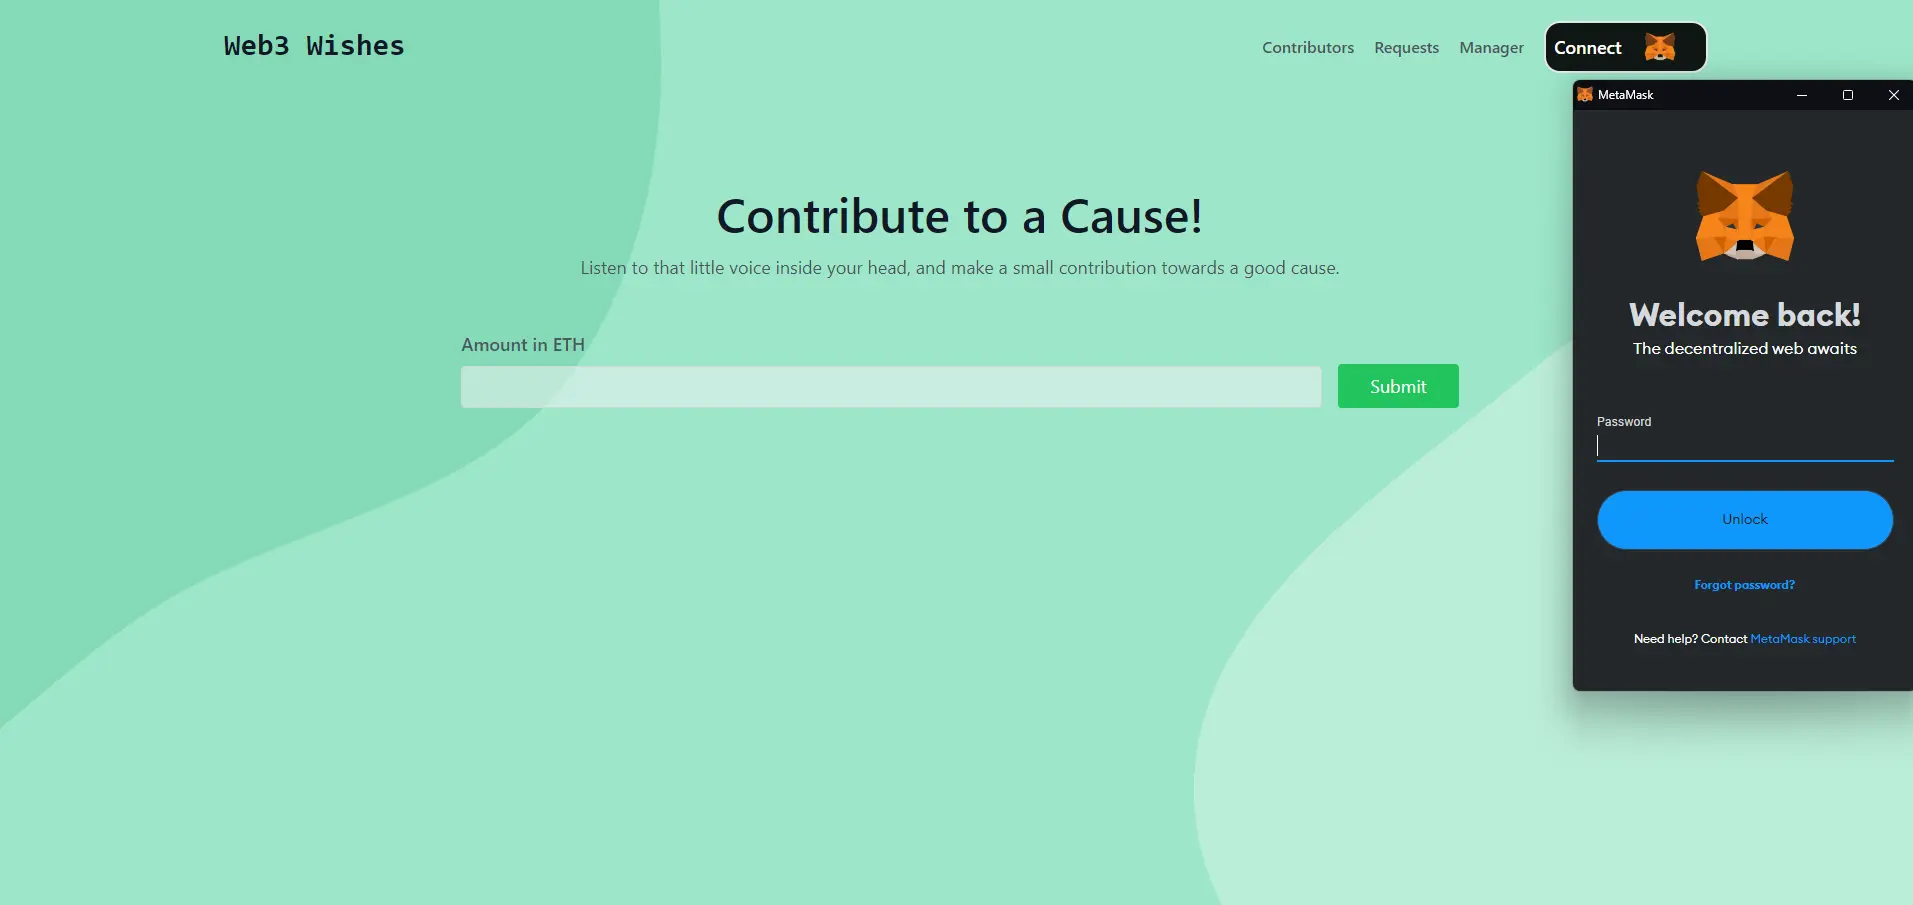 Web3 Wishes
Contributors Requests Manager Connect
MetaMask
Contribute to a Cause!
Listen to that little voice inside your head, and make a small contribution towards a good cause.
Amount in ETH
Submit
Welcome back!
The decentralized web awaits
Password
Unlock
Forgot password?
Need help? Contact MetaMask support